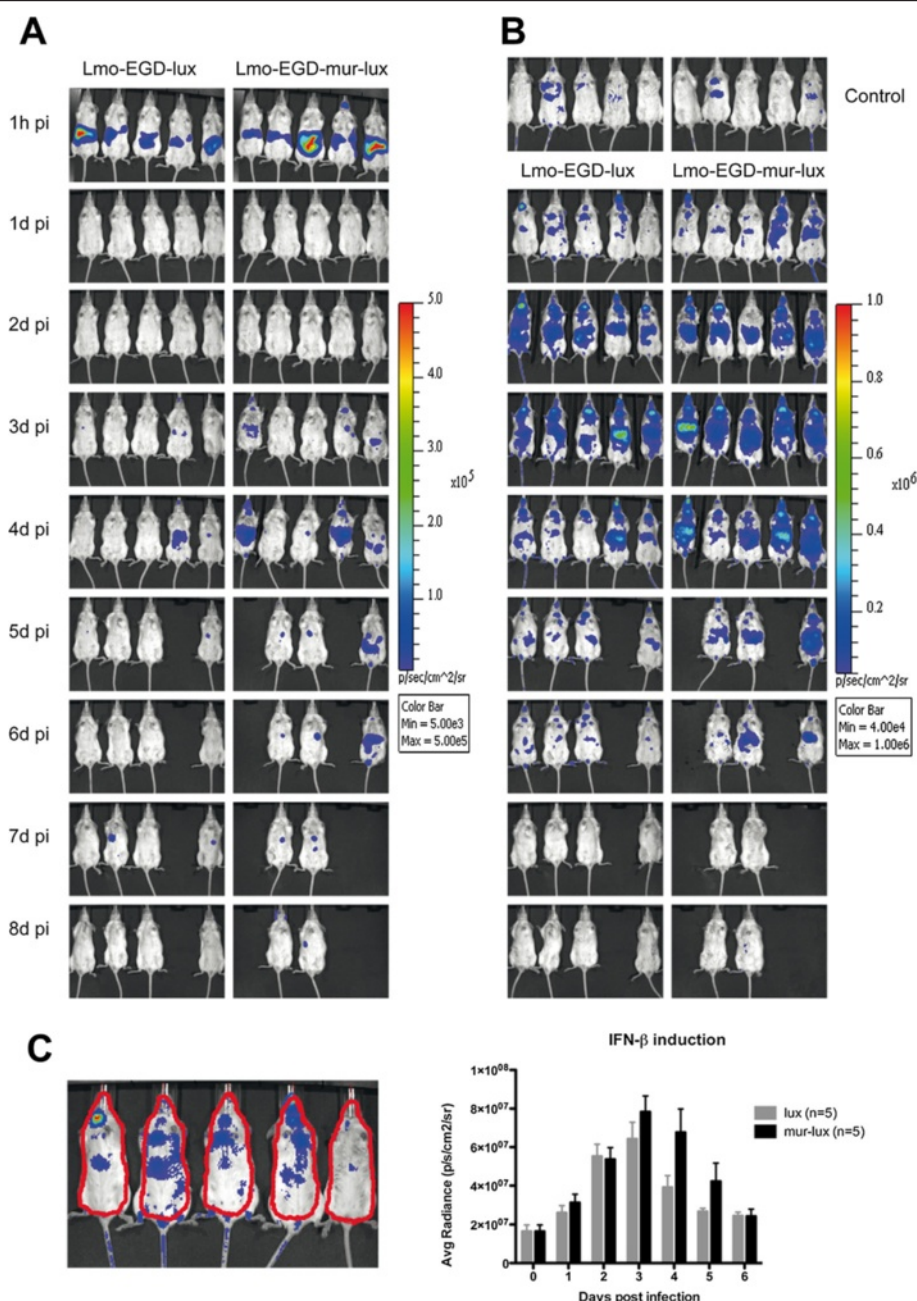 A
B
Lmo-EGD-lux Lmo-EGD-mur-lux
Control
1h pi
Lmo-EGD-lux Lmo-EGD-mur-lux
1d pi
2d pi
3d pi
4d pi
5d pi
6d pi
7d pi
8d pi
5.0
4.0
3.0
x10^5
2.0
1.0
p/sec/cm^2/sr
Color Bar
Min = 5.00e3
Max = 5.00e5
1.0
0.8
0.6
x10^6
0.4
0.2
p/sec/cm^2/sr
Color Bar
Min = 4.00e4
Max = 1.00e6
C
IFN-β induction
Avg Radiance (p/s/cm2/sr)
1×10^08
8×10^07
6×10^07
4×10^07
2×10^07
0 1 2 3 4 5 6
Days post infection
lux (n=5)
mur-lux (n=5)